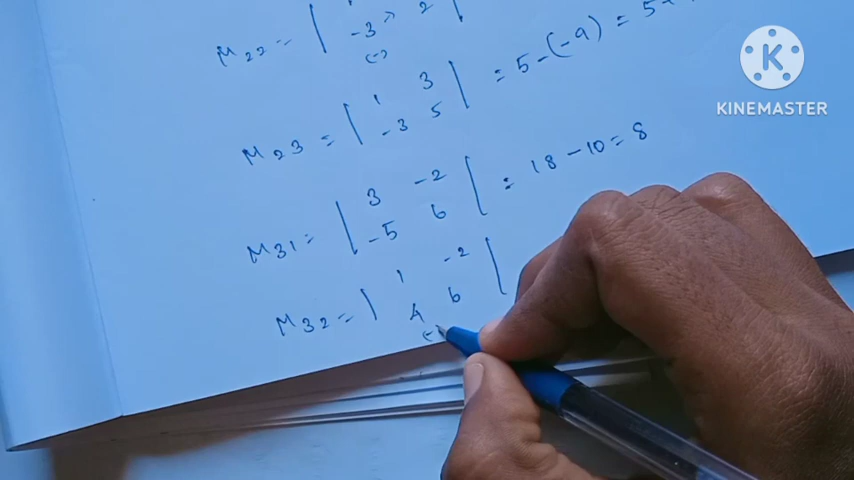 M22 = | -3 2 |
(-)
M23 = | 1 3 | = 5-(-9) = 5
| -3 5 |
M31 = | 3 -2 | = 18-10 = 8
| -5 6 |
M32 = | 1 -2 |
| 4 6 |
(-
K
KINEMASTER